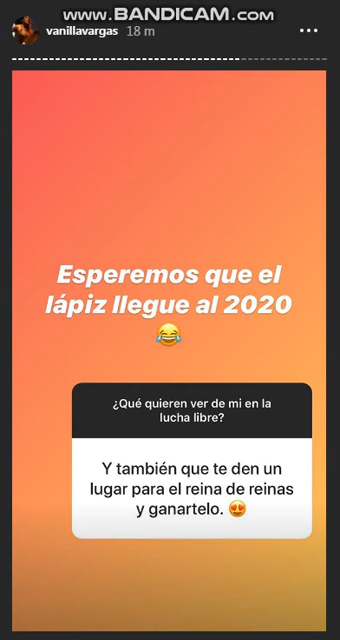 WWW.BANDICAM.COM
vanillavargas 18 m
Esperemos que el
lápiz llegue al 2020
😂
¿Qué quieren ver de mi en la
lucha libre?
Y también que te den un
lugar para el reina de reinas
y ganartelo. 😍